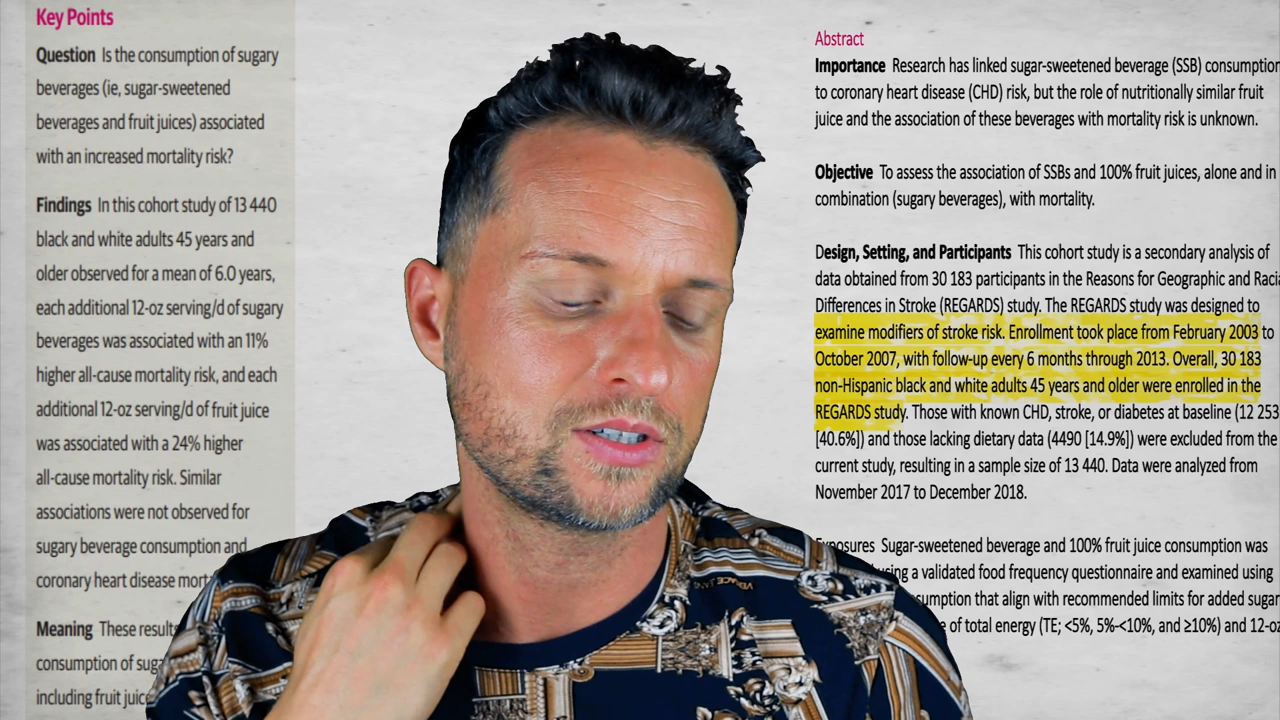 Key Points
Question Is the consumption of sugary
beverages (ie, sugar-sweetened
beverages and fruit juices) associated
with an increased mortality risk?
Findings In this cohort study of 13 440
black and white adults 45 years and
older observed for a mean of 6.0 years,
each additional 12-oz serving/d of sugary
beverages was associated with an 11%
higher all-cause mortality risk, and each
additional 12-oz serving/d of fruit juice
was associated with a 24% higher
all-cause mortality risk. Similar
associations were not observed for
sugary beverage consumption and
coronary heart disease mort
Meaning These results
consumption of suga
including fruit juice
Abstract
Importance Research has linked sugar-sweetened beverage (SSB) consumption
to coronary heart disease (CHD) risk, but the role of nutritionally similar fruit
juice and the association of these beverages with mortality risk is unknown.
Objective To assess the association of SSBs and 100% fruit juices, alone and in
combination (sugary beverages), with mortality.
Design, Setting, and Participants This cohort study is a secondary analysis of
data obtained from 30 183 participants in the Reasons for Geographic and Racia
Differences in Stroke (REGARDS) study. The REGARDS study was designed to
examine modifiers of stroke risk. Enrollment took place from February 2003 to
October 2007, with follow-up every 6 months through 2013. Overall, 30 183
non-Hispanic black and white adults 45 years and older were enrolled in the
REGARDS study. Those with known CHD, stroke, or diabetes at baseline (12 253
[40.6%]) and those lacking dietary data (4490 [14.9%]) were excluded from the
current study, resulting in a sample size of 13 440. Data were analyzed from
November 2017 to December 2018.
Exposures Sugar-sweetened beverage and 100% fruit juice consumption was
using a validated food frequency questionnaire and examined using
sumption that align with recommended limits for added sugar
e of total energy (TE; <5%, 5%-<10%, and ≥10%) and 12-oz